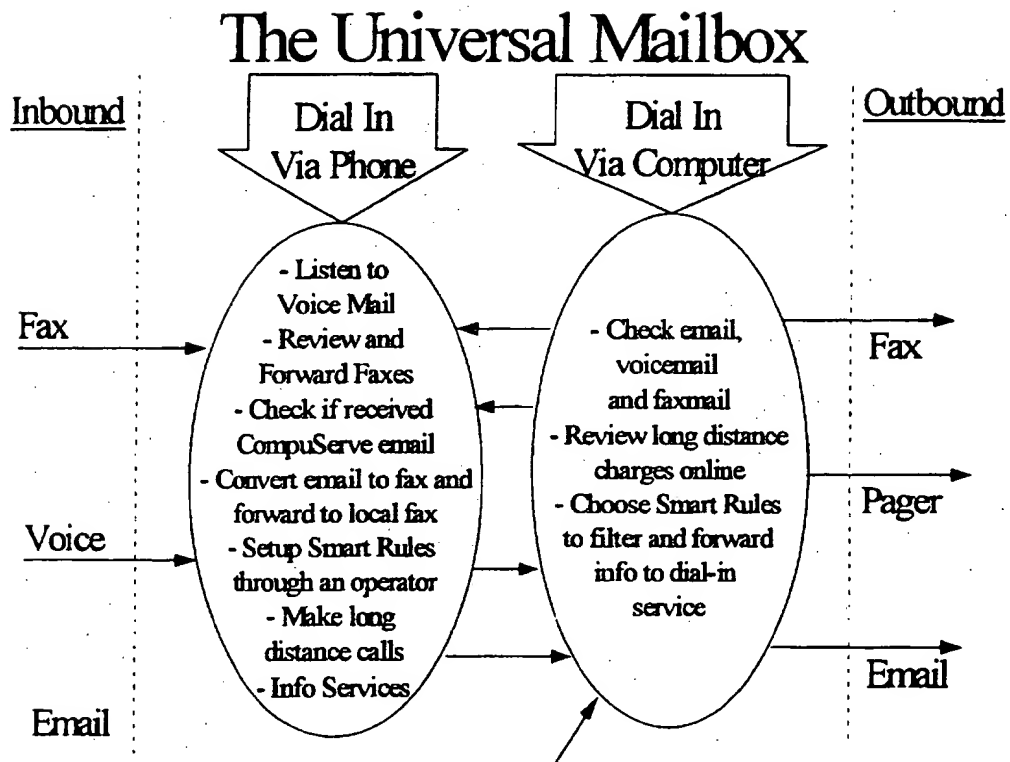 The Universal Mailbox
Inbound
Dial In
Via Phone
Dial In
Via Computer
Outbound
Fax
Voice
Email
- Listen to
Voice Mail
- Review and
Forward Faxes
- Check if received
CompuServe email
- Convert email to fax and
forward to local fax
- Setup Smart Rules
through an operator
- Make long
distance calls
- Info Services
- Check email,
voicemail
and faxmail
- Review long distance
charges online
- Choose Smart Rules
to filter and forward
info to dial-in
service
Fax
Pager
Email